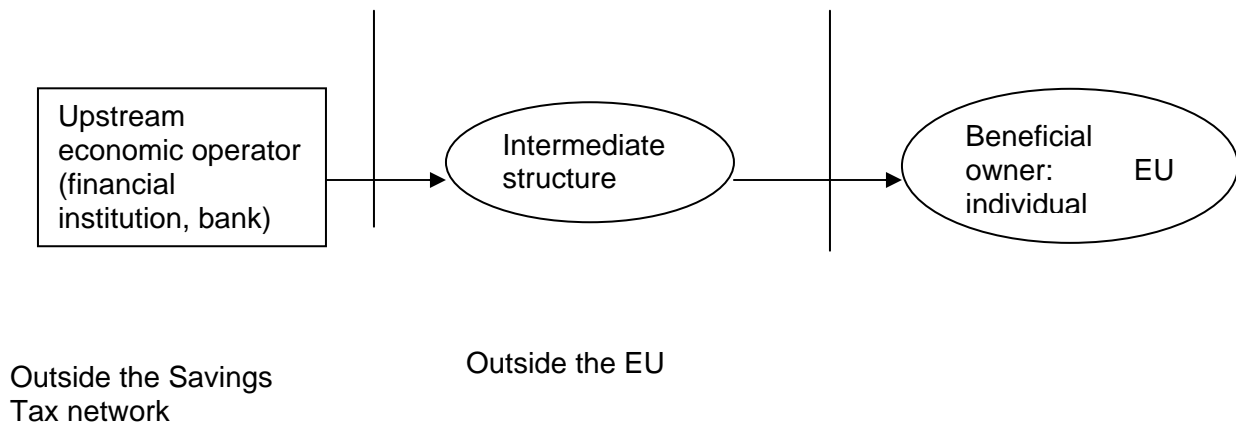 Upstream
economic operator
(financial
institution, bank)
Intermediate
structure
Beneficial
owner: EU
individual
Outside the Savings
Tax network
Outside the EU